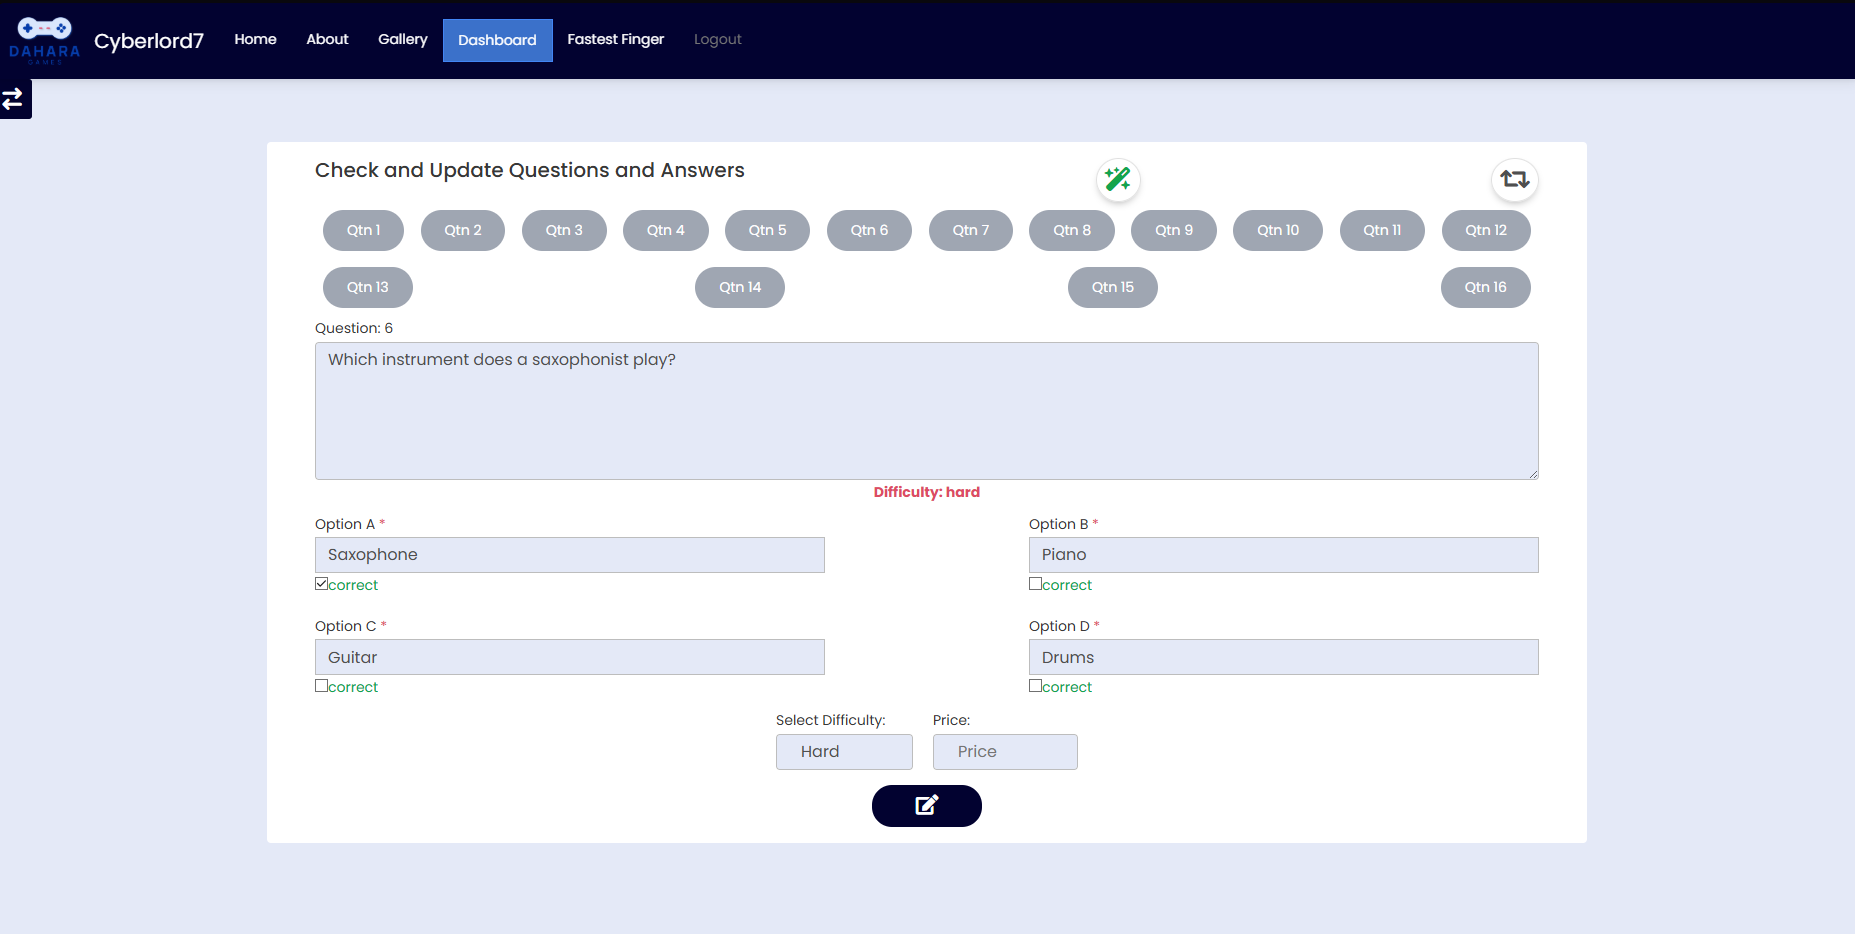 DAHARA
GAMES
Cyberlord7
Home
About
Gallery
Dashboard
Fastest Finger
Logout
Check and Update Questions and Answers
Qtn 1
Qtn 2
Qtn 3
Qtn 4
Qtn 5
Qtn 6
Qtn 7
Qtn 8
Qtn 9
Qtn 10
Qtn 11
Qtn 12
Qtn 13
Qtn 14
Qtn 15
Qtn 16
Question: 6
Which instrument does a saxophonist play?
Difficulty: hard
Option A *
Saxophone
correct
Option B *
Piano
correct
Option C *
Guitar
correct
Option D *
Drums
correct
Select Difficulty:
Hard
Price:
Price